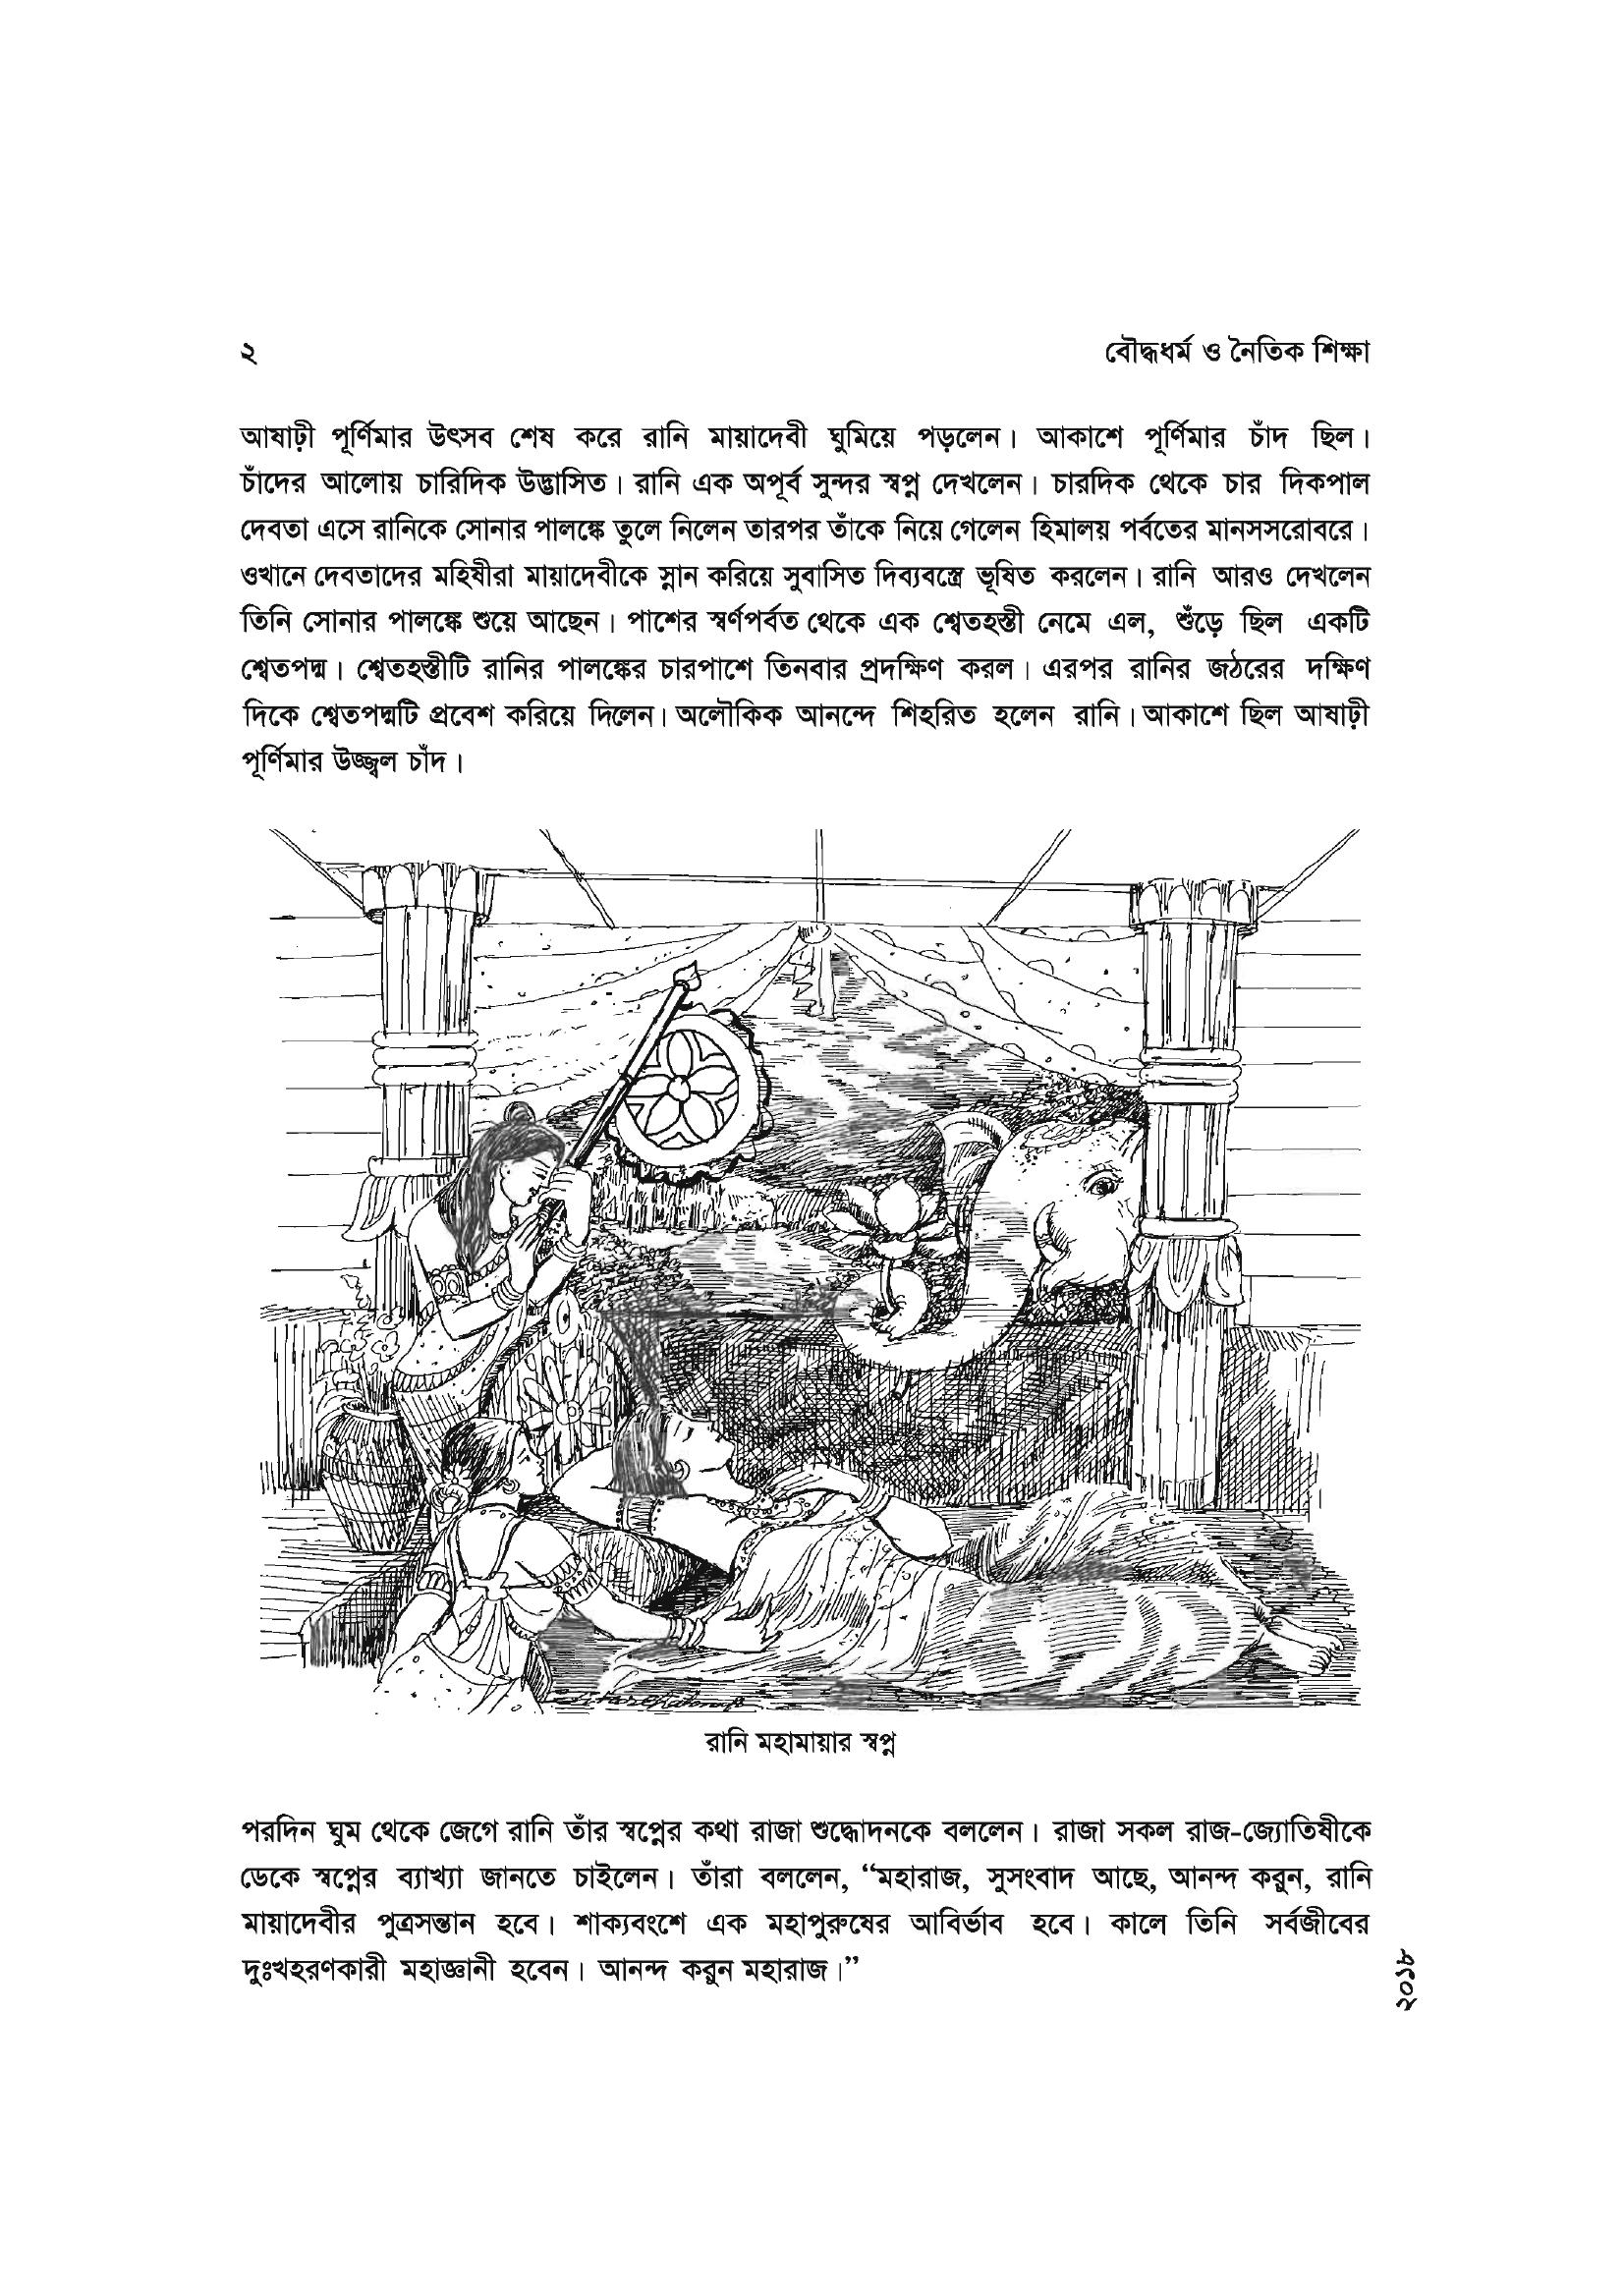 ২ বৌদ্ধধর্ম ও নৈতিক শিক্ষা
আষাঢ়ী পূর্ণিমার উৎসব শেষ করে রানি মায়াদেবী ঘুমিয়ে পড়লেন। আকাশে পূর্ণিমার চাঁদ ছিল।
চাঁদের আলোয় চারিদিক উদ্ভাসিত। রানি এক অপূর্ব সুন্দর স্বপ্ন দেখলেন। চারদিক থেকে চার দিকপাল
দেবতা এসে রানিকে সোনার পালঙ্কে তুলে নিলেন তারপর তাঁকে নিয়ে গেলেন হিমালয় পর্বতের মানসসরোবরে।
ওখানে দেবতাদের মহিষীরা মায়াদেবীকে স্নান করিয়ে সুবাসিত দিব্যবস্ত্রে ভূষিত করলেন। রানি আরও দেখলেন
তিনি সোনার পালঙ্কে শুয়ে আছেন। পাশের স্বর্ণপর্বত থেকে এক শ্বেতহস্তী নেমে এল, শুঁড়ে ছিল একটি
শ্বেতপদ্ম। শ্বেতহস্তীটি রানির পালঙ্কের চারপাশে তিনবার প্রদক্ষিণ করল। এরপর রানির জঠরের দক্ষিণ
দিকে শ্বেতপদ্মটি প্রবেশ করিয়ে দিলেন। অলৌকিক আনন্দে শিহরিত হলেন রানি। আকাশে ছিল আষাঢ়ী
পূর্ণিমার উজ্জ্বল চাঁদ।
রানি মহামায়ার স্বপ্ন
পরদিন ঘুম থেকে জেগে রানি তাঁর স্বপ্নের কথা রাজা শুদ্ধোদনকে বললেন। রাজা সকল রাজ-জ্যোতিষীকে
ডেকে স্বপ্নের ব্যাখ্যা জানতে চাইলেন। তাঁরা বললেন, “মহারাজ, সুসংবাদ আছে, আনন্দ করুন, রানি
মায়াদেবীর পুত্রসন্তান হবে। শাক্যবংশে এক মহাপুরুষের আবির্ভাব হবে। কালে তিনি সর্বজীবের
দুঃখহরণকারী মহাজ্ঞানী হবেন। আনন্দ করুন মহারাজ।”
২০১৮